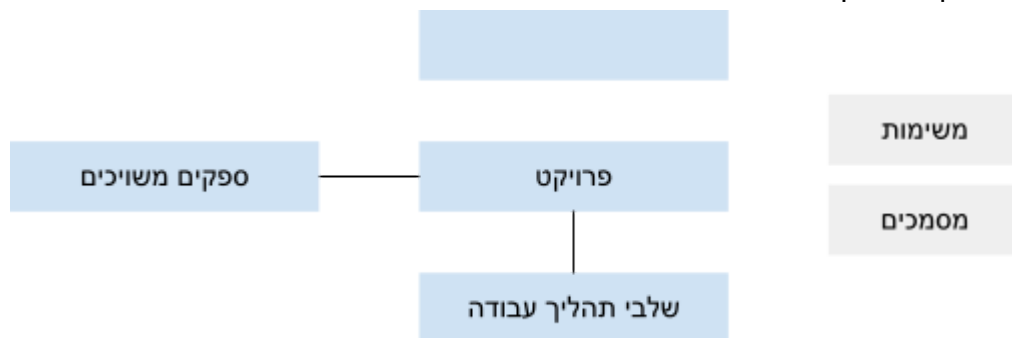 משימות
ספקים משויכים
פרויקט
מסמכים
שלבי תהליך עבודה